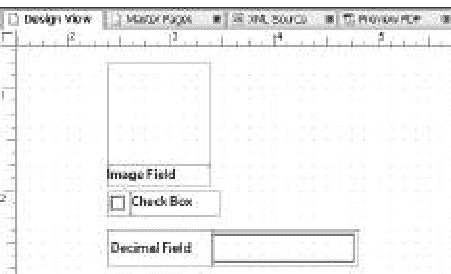 Design View Master Pages XML Source Preview PDF
2 3 4 5
1
Image Field
2
Check Box
Decimal Field